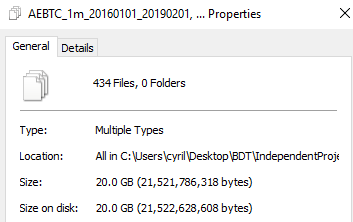 AEBTC_1m_20160101_20190201, ... Properties
General
Details
434 Files, 0 Folders
Type: Multiple Types
Location: All in C:\Users\cyril\Desktop\BDT\IndependentProje
Size: 20.0 GB (21,521,786,318 bytes)
Size on disk: 20.0 GB (21,522,628,608 bytes)